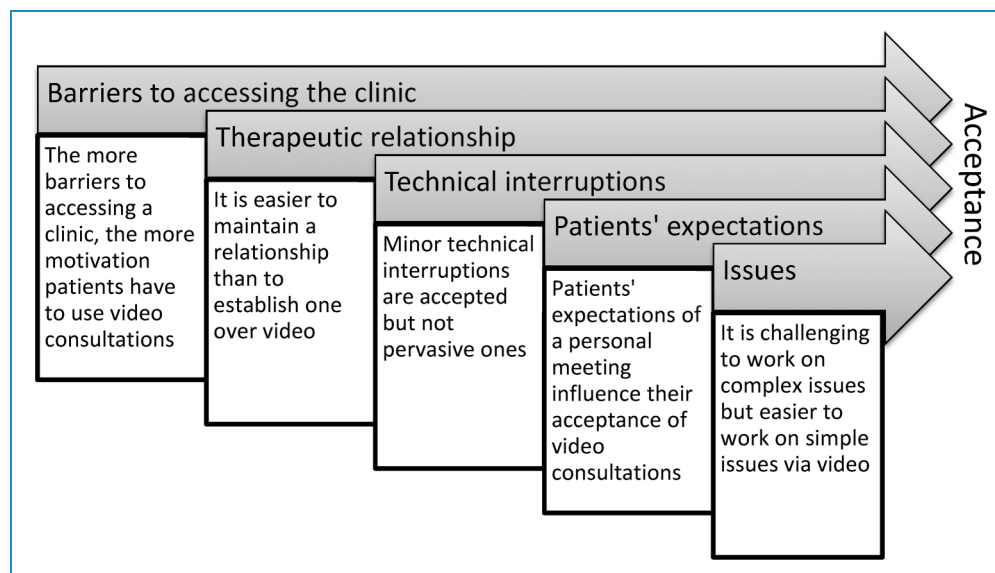 Barriers to accessing the clinic
The more
barriers to
accessing a
clinic, the more
motivation
patients have
to use video
consultations
Therapeutic relationship
It is easier to
maintain a
relationship
than to
establish one
over video
Technical interruptions
Minor technical
interruptions
are accepted
but not
pervasive ones
Patients' expectations
Patients'
expectations of
a personal
meeting
influence their
acceptance of
video
consultations
Issues
It is challenging
to work on
complex issues
but easier to
work on simple
issues via video
Acceptance